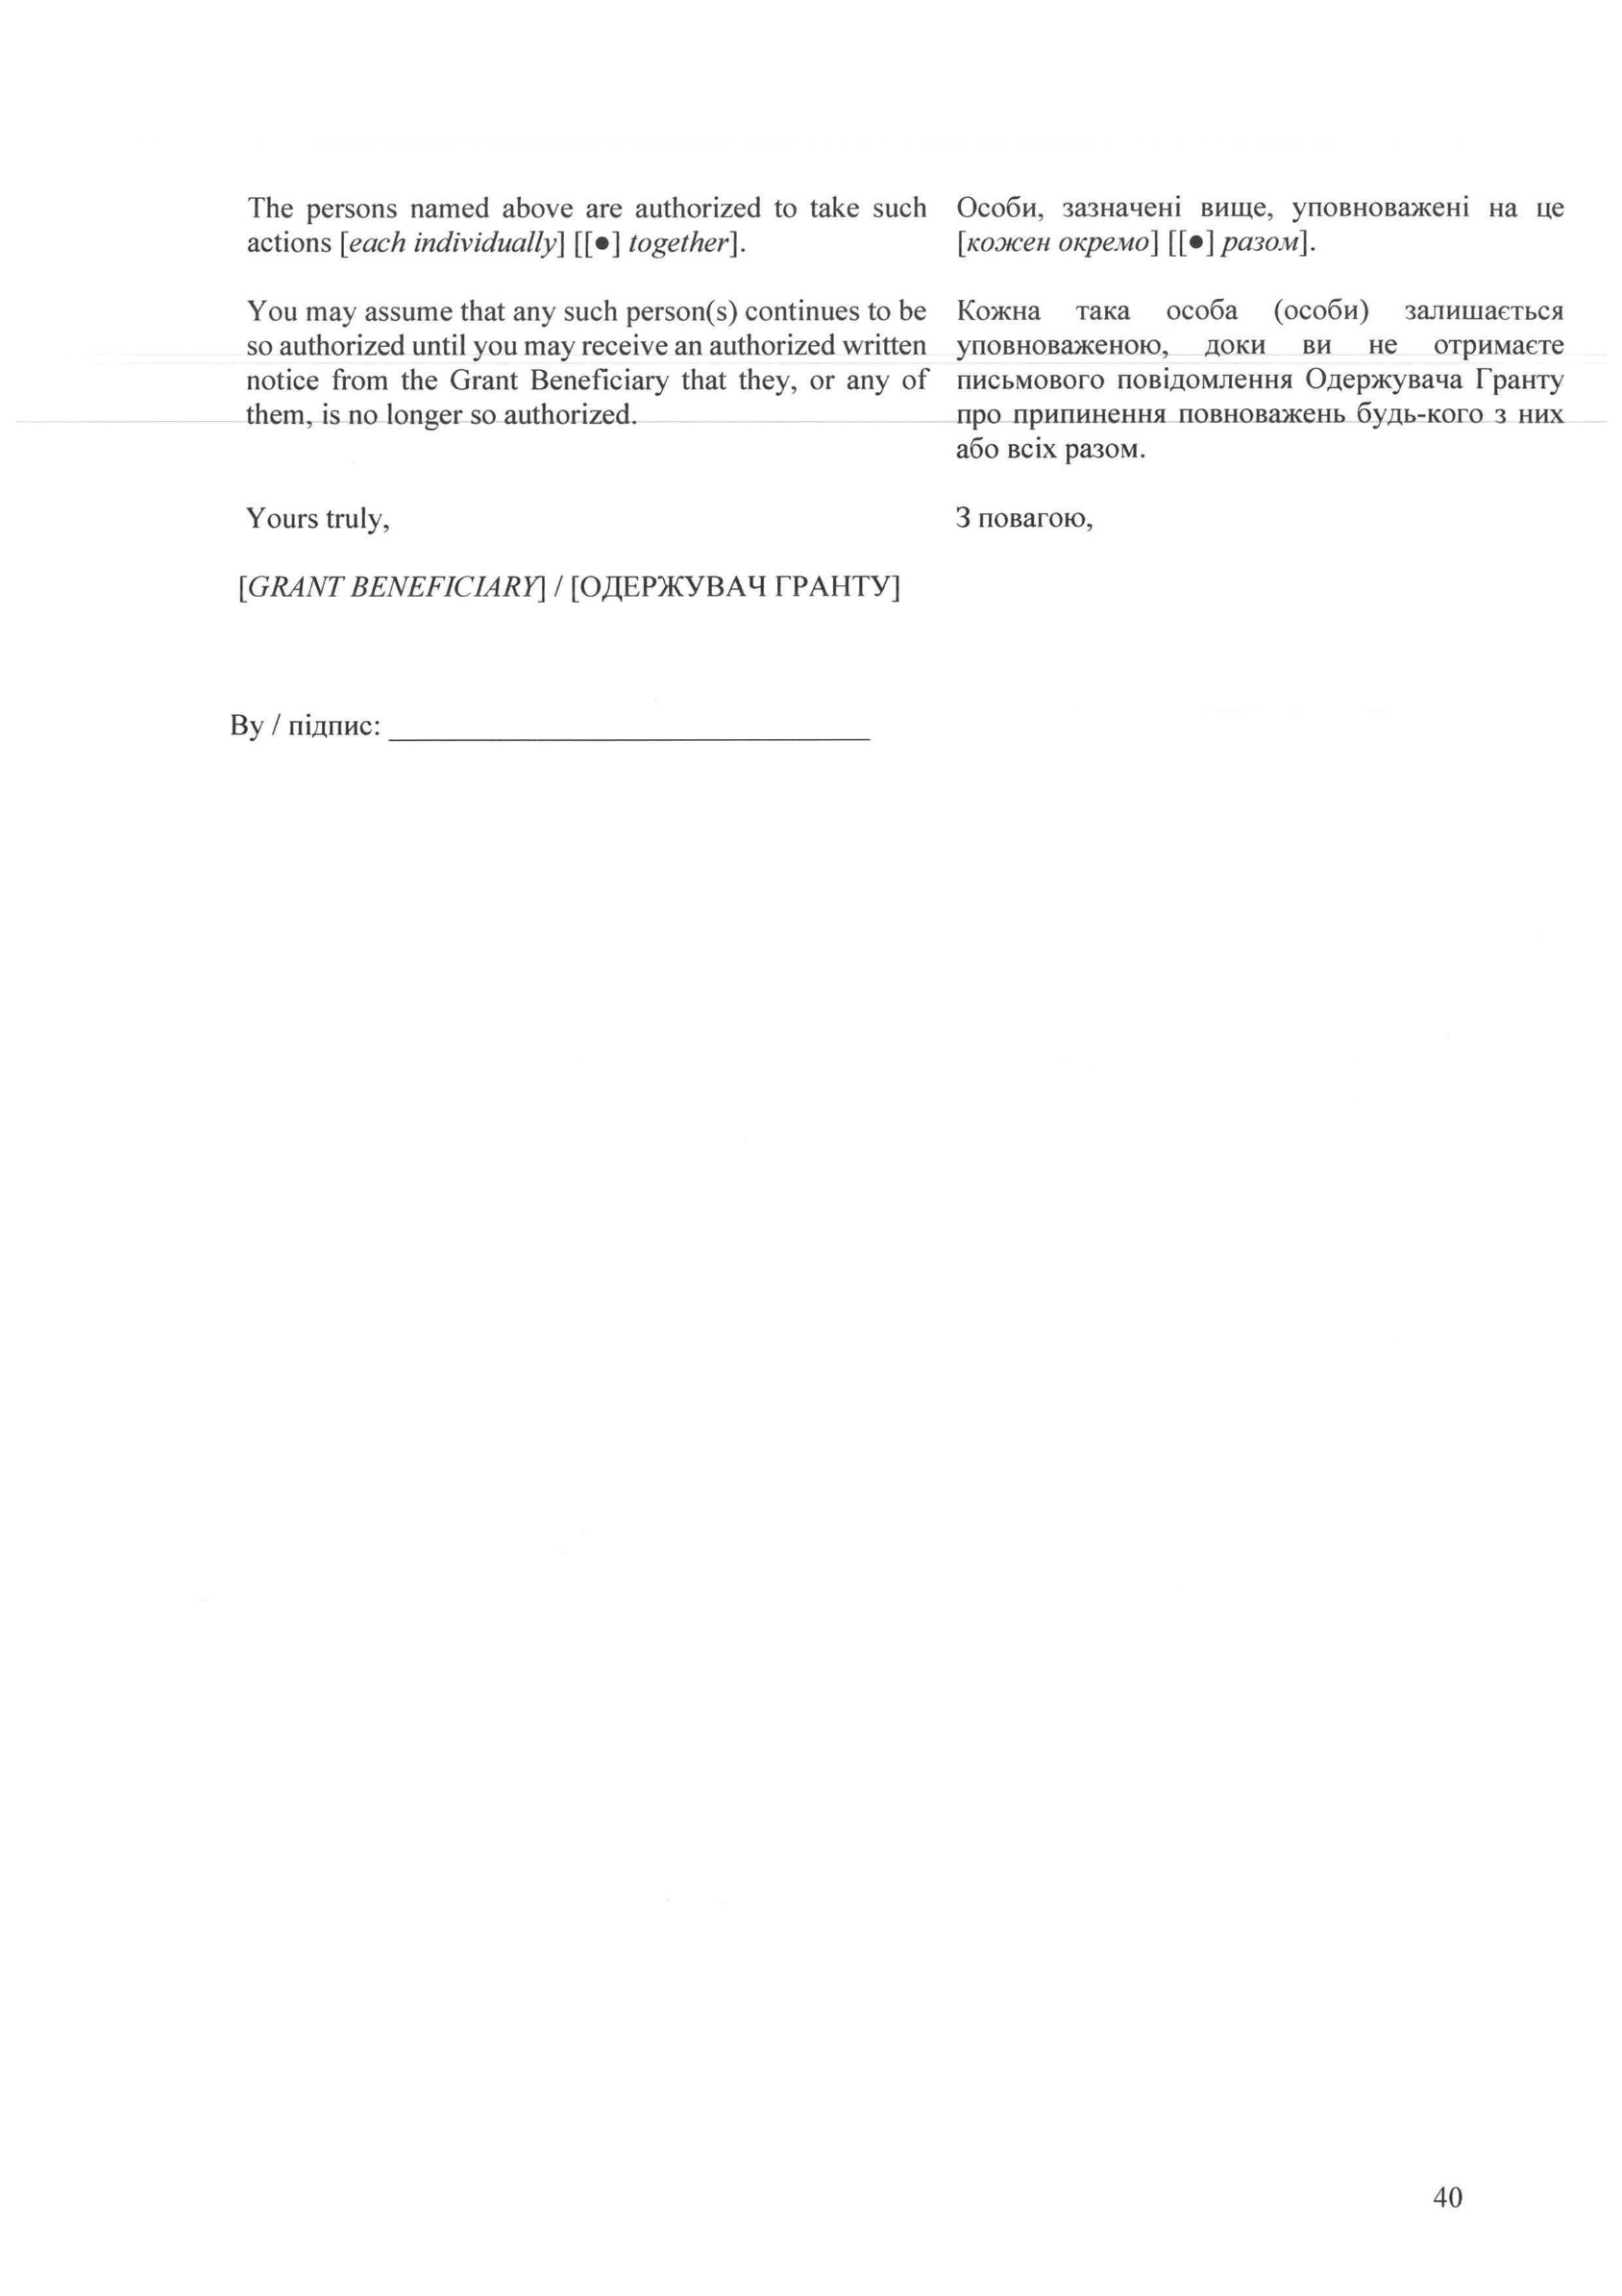 The persons named above are authorized to take such
actions [each individually] [[●] together].
You may assume that any such person(s) continues to be
so authorized until you may receive an authorized written
notice from the Grant Beneficiary that they, or any of
them, is no longer so authorized.
Yours truly,
Особи, зазначені вище, уповноважені на це
[кожен окремо] [[●] разом].
Кожна така особа (особи) залишається
уповноваженою, доки ви не отримаєте
письмового повідомлення Одержувача Гранту
про припинення повноважень будь-кого з них
або всіх разом.
З повагою,
[GRANT BENEFICIARY] / [ОДЕРЖУВАЧ ГРАНТУ]
By / підпис:
40